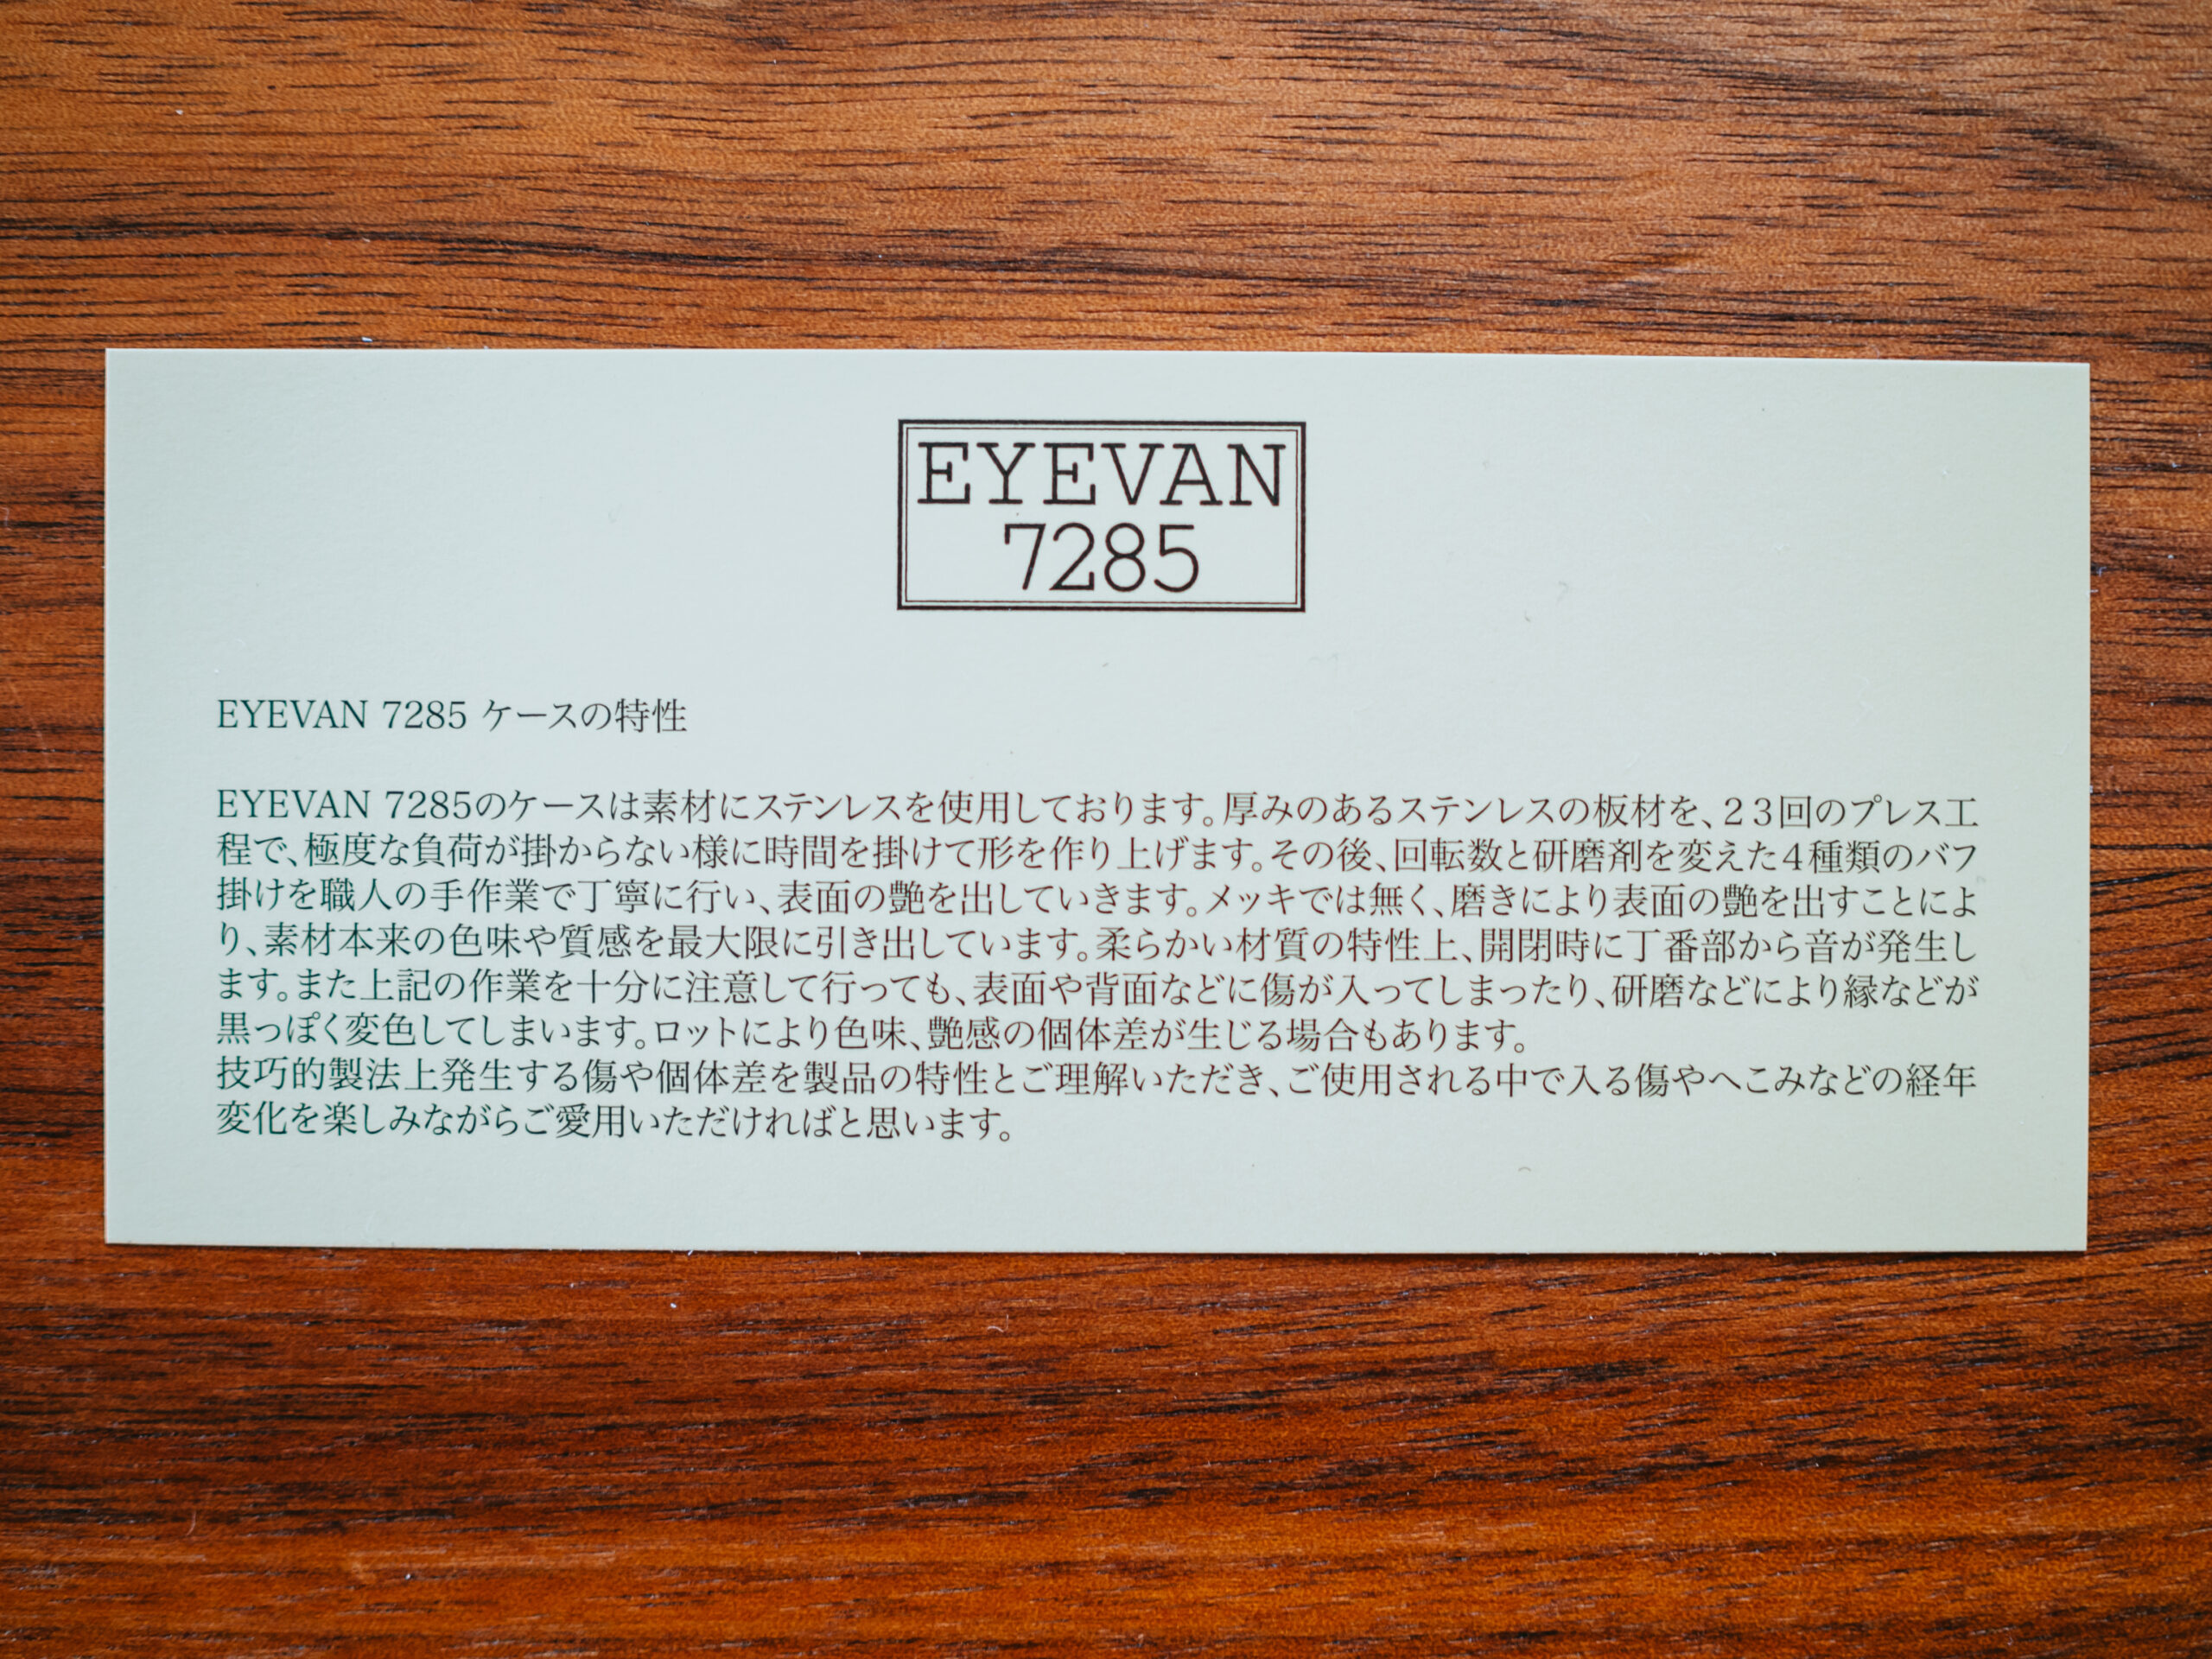 EYEVAN
7285
EYEVAN 7285 ケースの特性
EYEVAN 7285のケースは素材にステンレスを使用しております。厚みのあるステンレスの板材を、２３回のプレス工
程で、極度な負荷が掛からない様に時間を掛けて形を作り上げます。その後、回転数と研磨剤を変えた４種類のバフ
掛けを職人の手作業で丁寧に行い、表面の艶を出していきます。メッキでは無く、磨きにより表面の艶を出すことによ
り、素材本来の色味や質感を最大限に引き出しています。柔らかい材質の特性上、開閉時に丁番部から音が発生し
ます。また上記の作業を十分に注意して行っても、表面や背面などに傷が入ってしまったり、研磨などにより縁などが
黒っぽく変色してしまいます。ロットにより色味、艶感の個体差が生じる場合もあります。
技巧的製法上発生する傷や個体差を製品の特性とご理解いただき、ご使用される中で入る傷やへこみなどの経年
変化を楽しみながらご愛用いただければと思います。